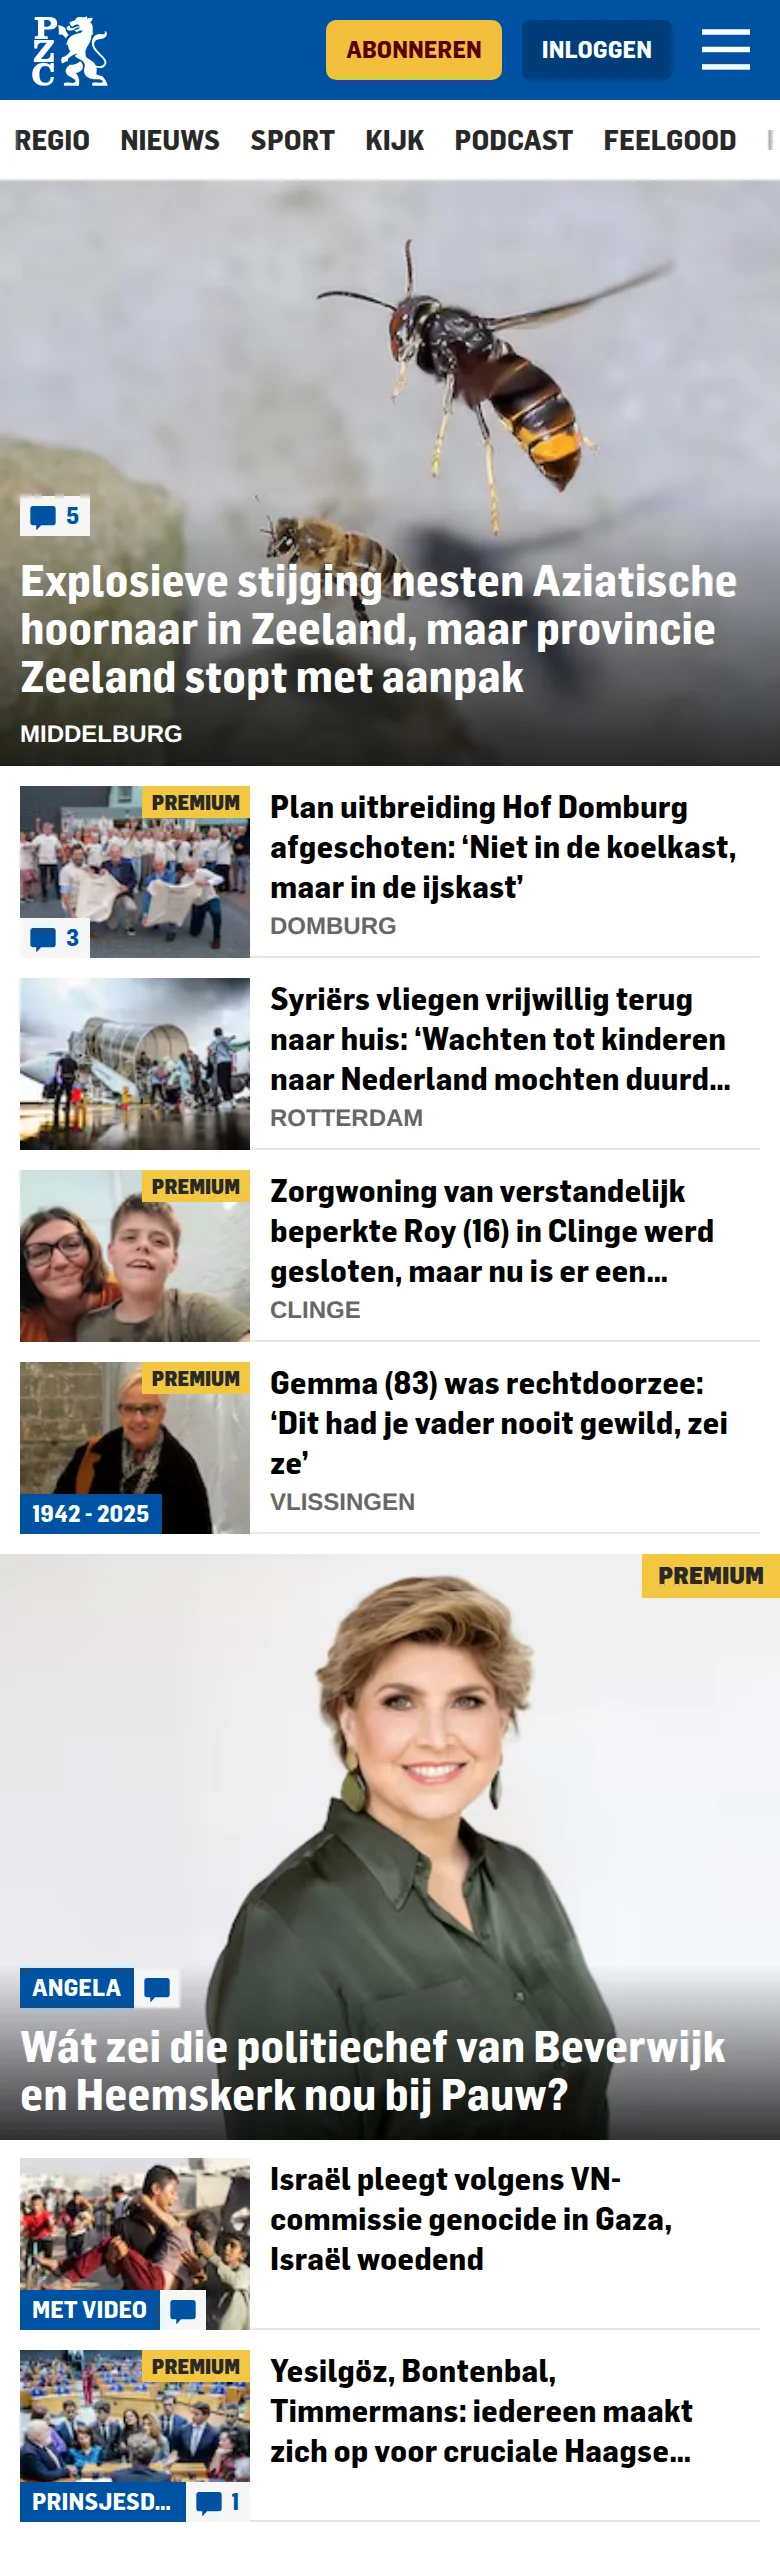 PZC
ABONNEREN
INLOGGEN
REGIO NIEUWS SPORT KIJK PODCAST FEELGOOD
5
Explosieve stijging nesten Aziatische
hoornaar in Zeeland, maar provincie
Zeeland stopt met aanpak
MIDDELBURG
PREMIUM
3
Plan uitbreiding Hof Domburg
afgeschoten: ‘Niet in de koelkast,
maar in de ijskast’
DOMBURG
Syriërs vliegen vrijwillig terug
naar huis: ‘Wachten tot kinderen
naar Nederland mochten duurd...
ROTTERDAM
PREMIUM
Zorgwoning van verstandelijk
beperkte Roy (16) in Clinge werd
gesloten, maar nu is er een...
CLINGE
PREMIUM
1942 - 2025
Gemma (83) was rechtdoorzee:
‘Dit had je vader nooit gewild, zei
ze’
VLISSINGEN
PREMIUM
ANGELA
Wát zei die politiechef van Beverwijk
en Heemskerk nou bij Pauw?
MET VIDEO
Israël pleegt volgens VN-
commissie genocide in Gaza,
Israël woedend
PREMIUM
PRINSJESD...
1
Yesilgöz, Bontenbal,
Timmermans: iedereen maakt
zich op voor cruciale Haagse...